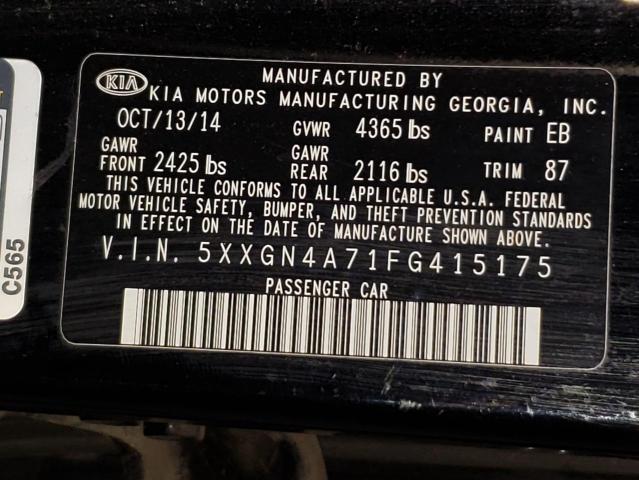 KIA
MANUFACTURED BY
KIA MOTORS MANUFACTURING GEORGIA, INC.
OCT/13/14 GVWR 4365 lbs PAINT EB
GAWR FRONT 2425 lbs GAWR REAR 2116 lbs TRIM 87
THIS VEHICLE CONFORMS TO ALL APPLICABLE U.S.A. FEDERAL
MOTOR VEHICLE SAFETY, BUMPER, AND THEFT PREVENTION STANDARDS
IN EFFECT ON THE DATE OF MANUFACTURE SHOWN ABOVE.
V.I.N. 5XXGN4A71FG415175
PASSENGER CAR
C565